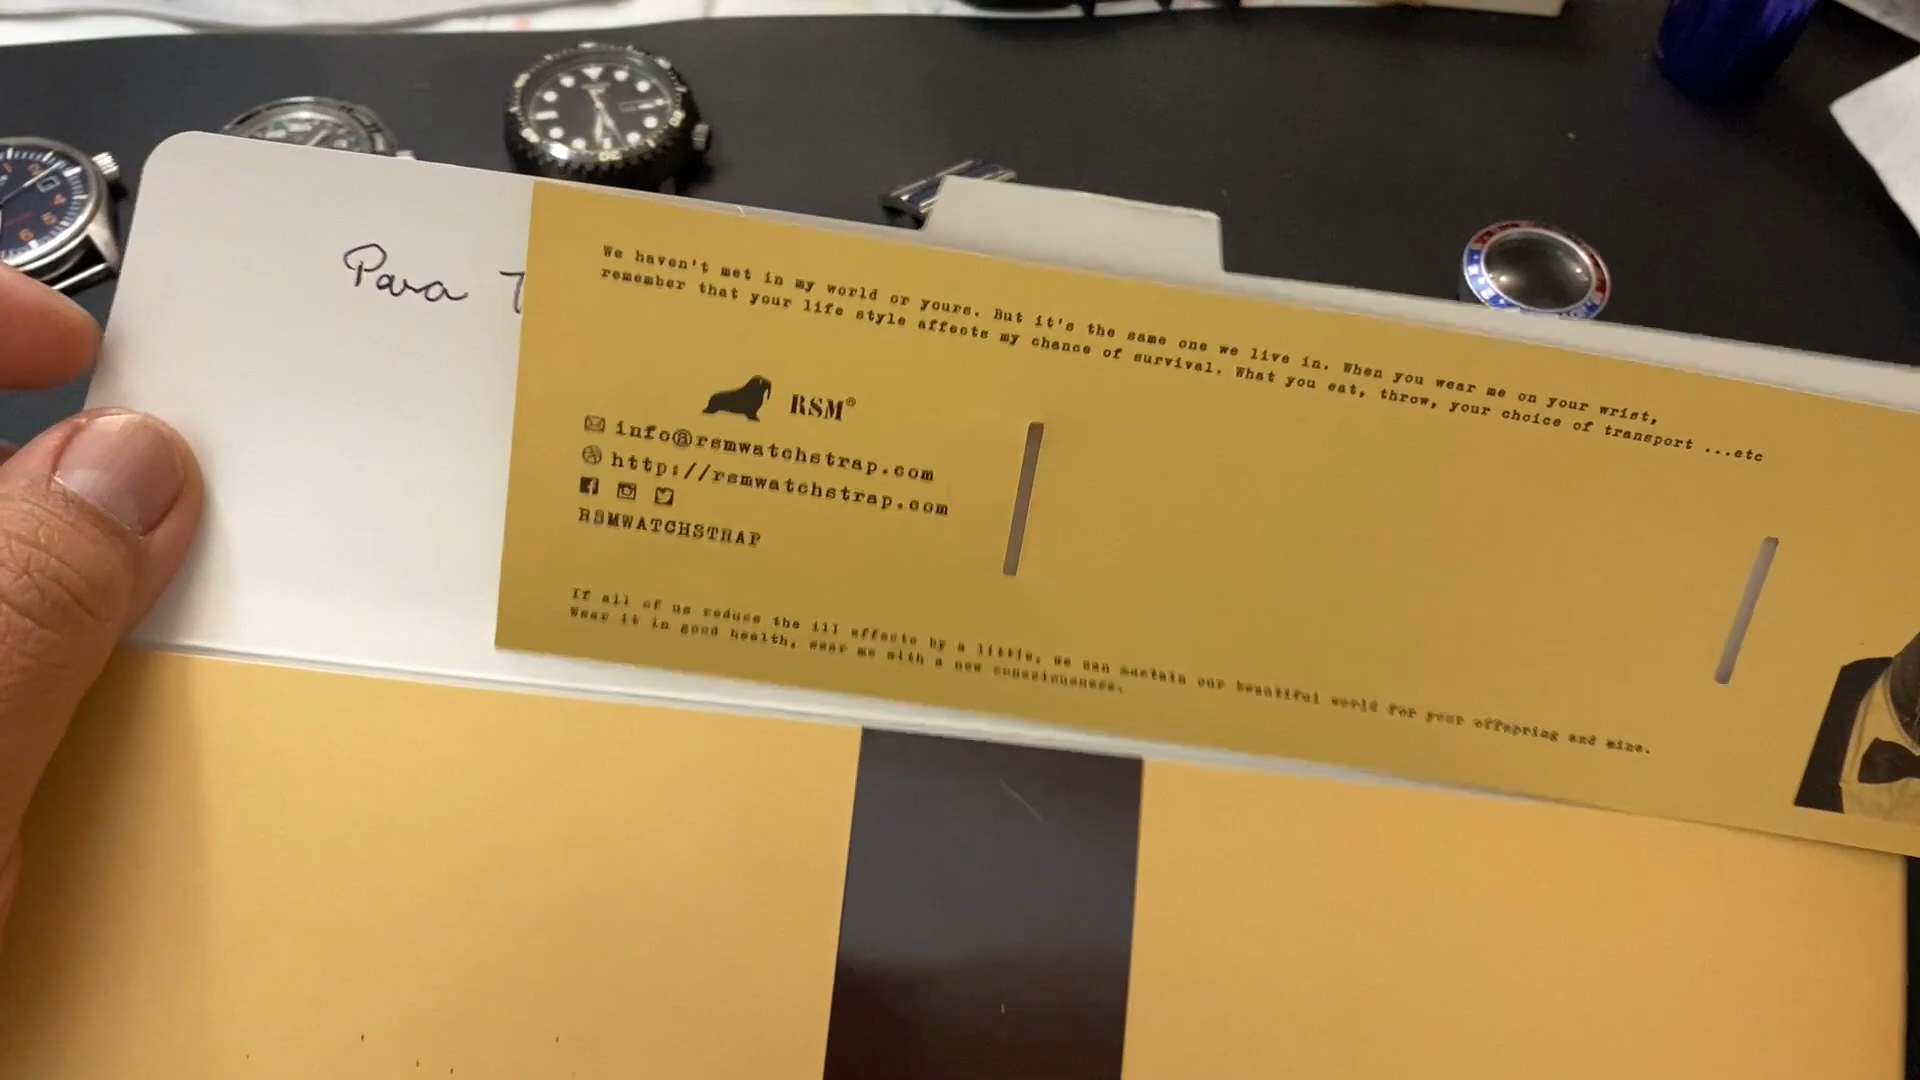 Para
We haven't met in my world or yours. But it's the same one we live in. When you wear me on your wrist,
remember that your life style affects my chance of survival. What you eat, throw, your choice of transport ...etc
RSM®
info@rsmwatchstrap.com
http://rsmwatchstrap.com
RSMWATCHSTRAP
If all of us reduce the ill effects by a little, we can sustain our beautiful world for your offspring and mine.
Wear it in good health, wear me with a new consciousness.